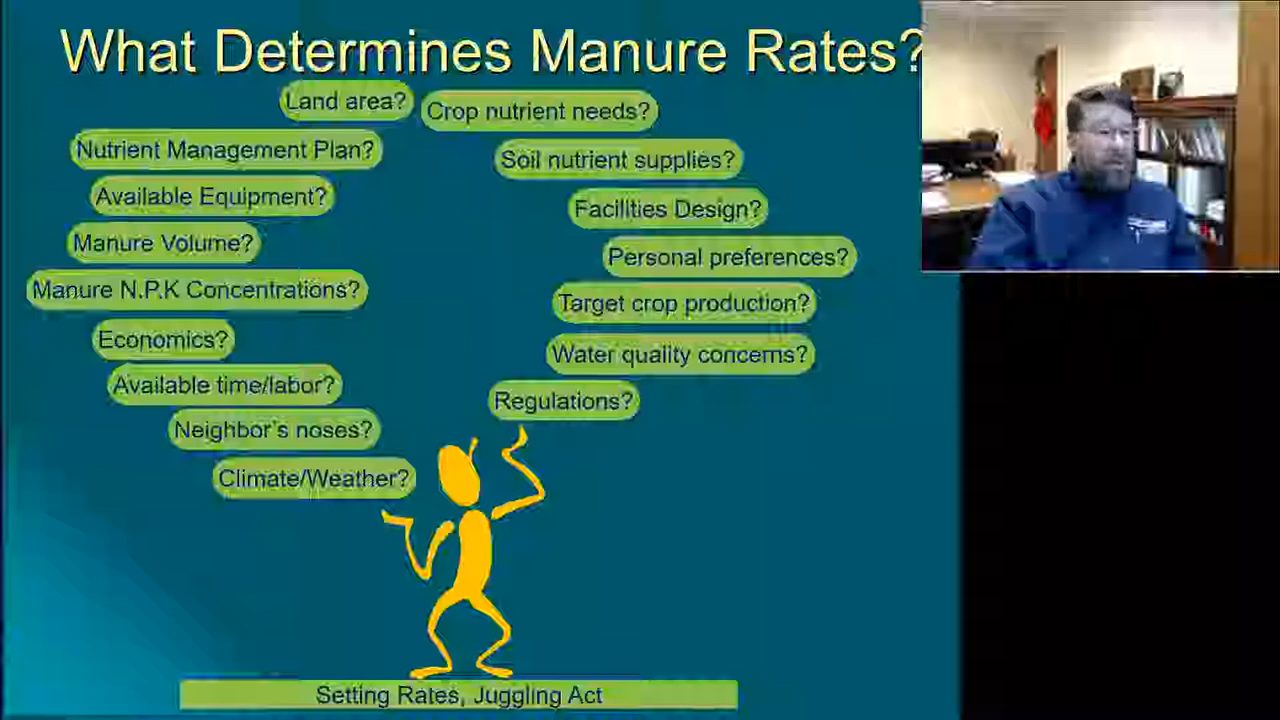 What Determines Manure Rates?
Land area?
Crop nutrient needs?
Nutrient Management Plan?
Soil nutrient supplies?
Available Equipment?
Facilities Design?
Manure Volume?
Personal preferences?
Manure N.P.K Concentrations?
Target crop production?
Economics?
Water quality concerns?
Available time/labor?
Regulations?
Neighbor's noses?
Climate/Weather?
Setting Rates, Juggling Act